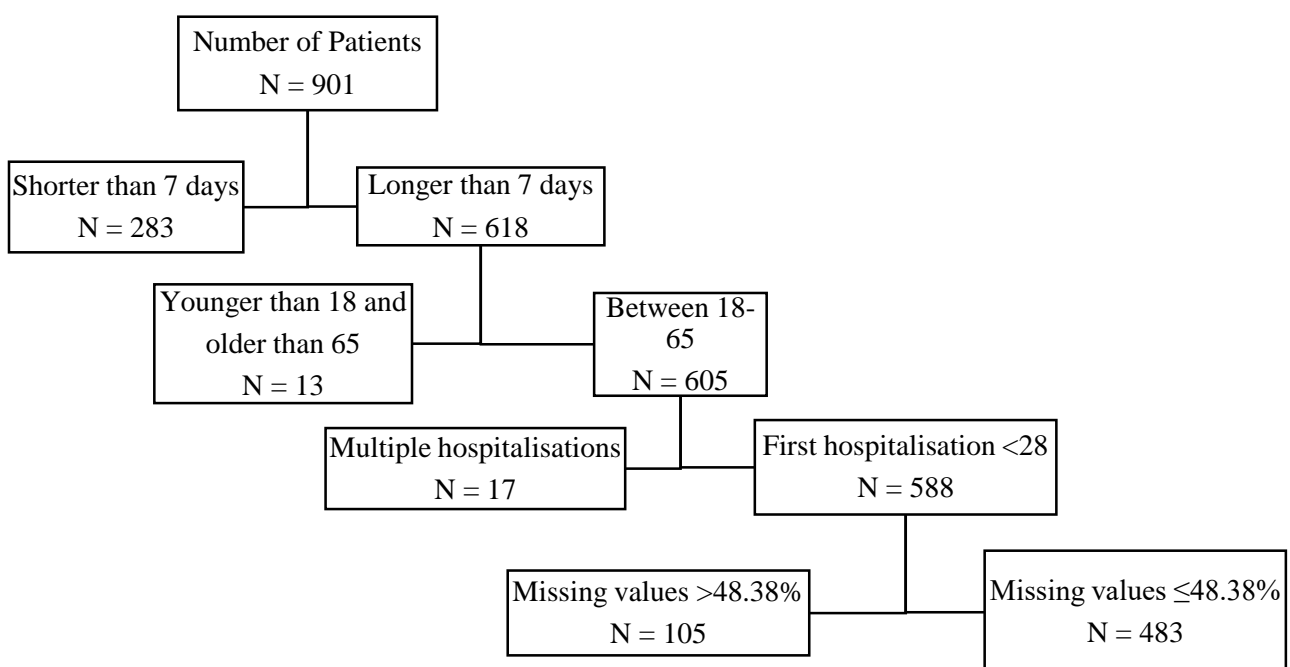 Number of Patients
N = 901
Shorter than 7 days
N = 283
Longer than 7 days
N = 618
Younger than 18 and
older than 65
N = 13
Between 18-
65
N = 605
Multiple hospitalisations
N = 17
First hospitalisation <28
N = 588
Missing values >48.38%
N = 105
Missing values ≤48.38%
N = 483